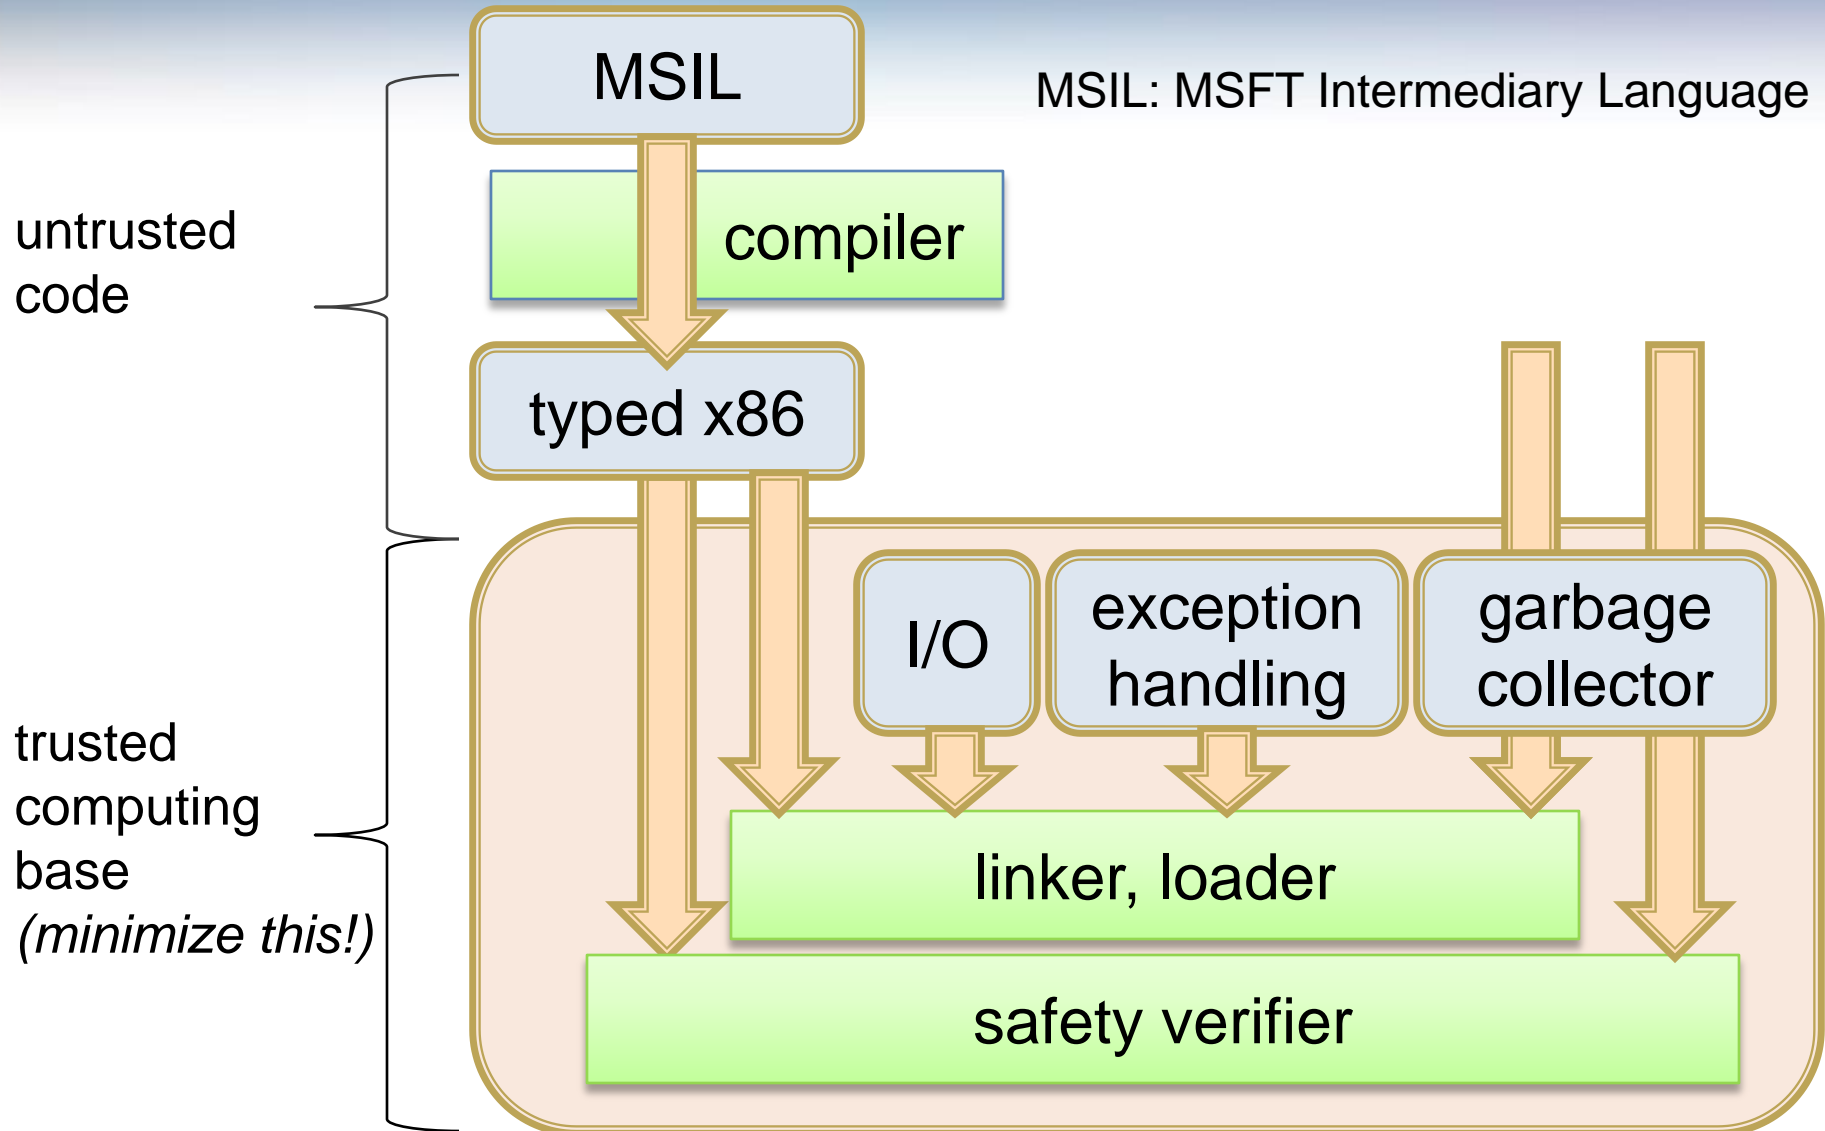 MSIL
MSIL: MSFT Intermediary Language
untrusted
code
compiler
typed x86
I/O
exception
handling
garbage
collector
trusted
computing
base
(minimize this!)
linker, loader
safety verifier